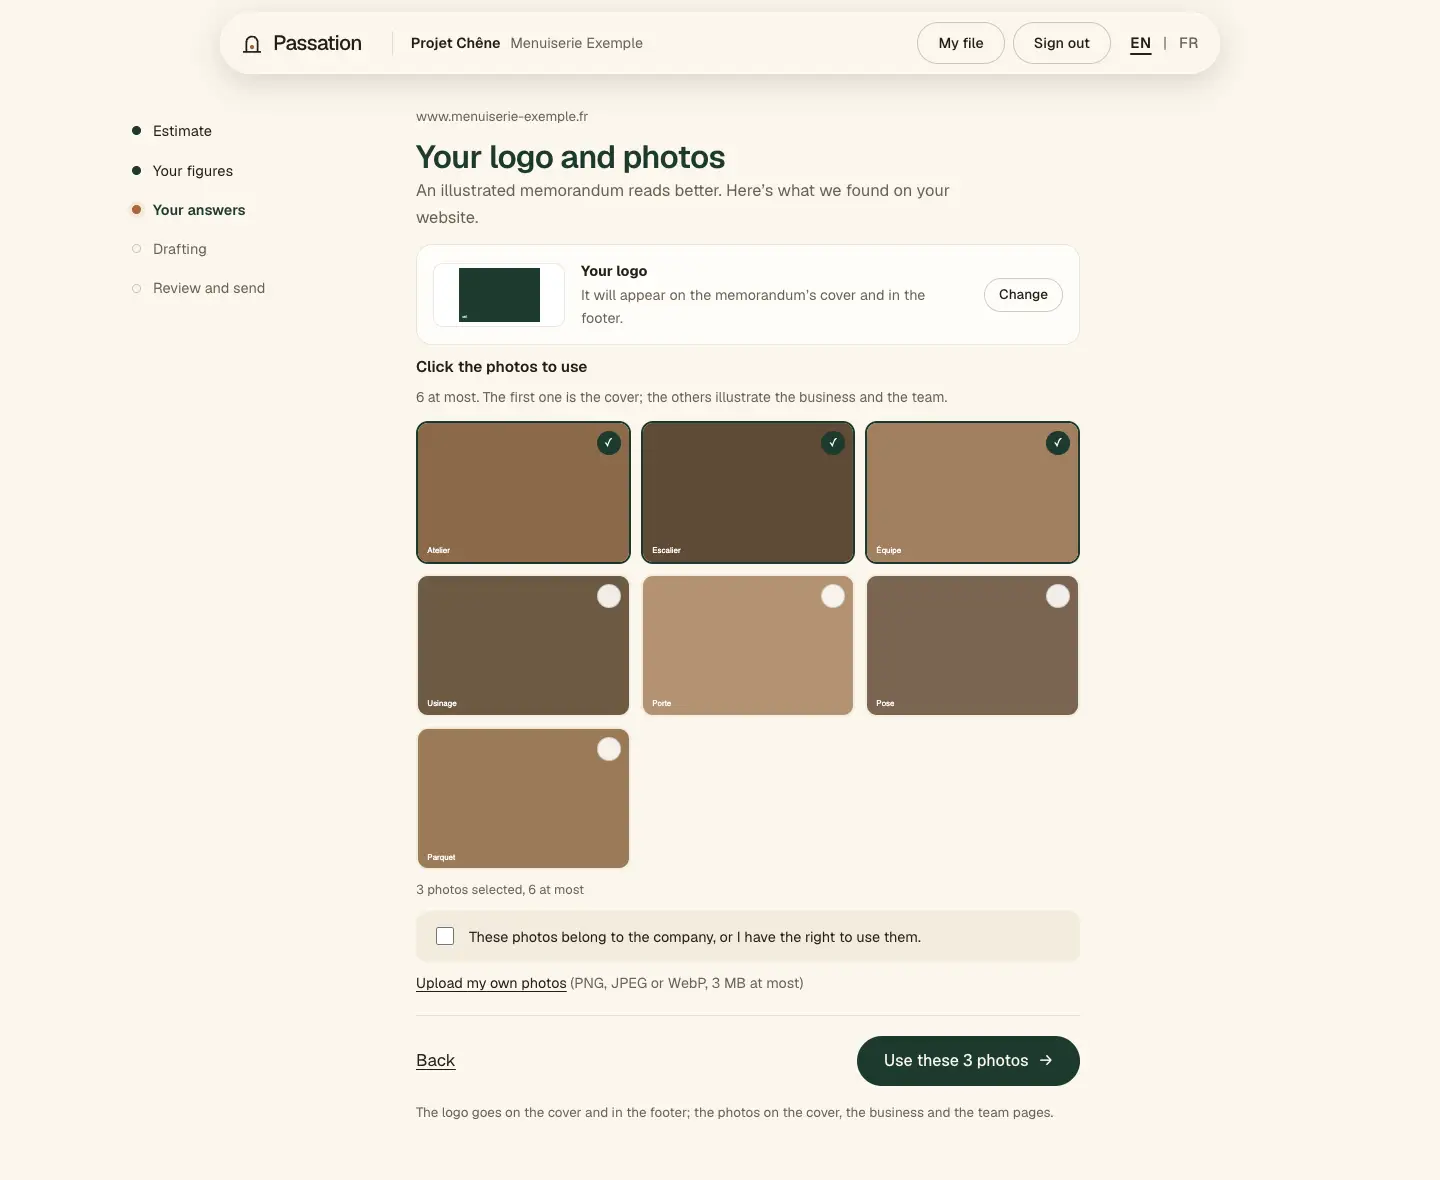 Passation
Projet Chêne Menuiserie Exemple
My file
Sign out
EN | FR
Estimate
Your figures
Your answers
Drafting
Review and send
www.menuiserie-exemple.fr
Your logo and photos
An illustrated memorandum reads better. Here's what we found on your
website.
Your logo
It will appear on the memorandum's cover and in the
footer.
Change
Click the photos to use
6 at most. The first one is the cover; the others illustrate the business and the team.
Atelier
Escalier
Équipe
Usinage
Porte
Pose
Parquet
3 photos selected, 6 at most
These photos belong to the company, or I have the right to use them.
Upload my own photos (PNG, JPEG or WebP, 3 MB at most)
Back
Use these 3 photos →
The logo goes on the cover and in the footer; the photos on the cover, the business and the team pages.